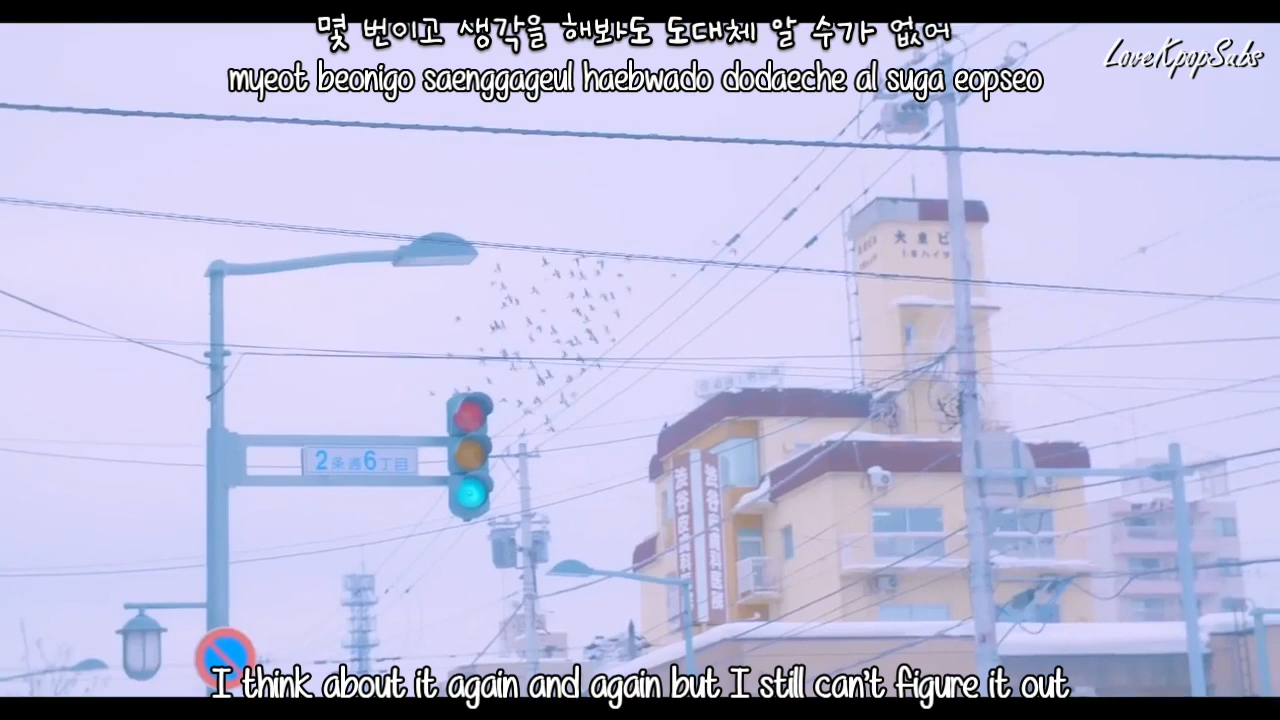 몇 번이고 생각을 해봐도 도대체 알 수가 없어
LoveKpopSubs
myeot beonigo saenggageul haebwado dodaeche al suga eopseo
2条通6丁目
I think about it again and again but I still can't figure it out